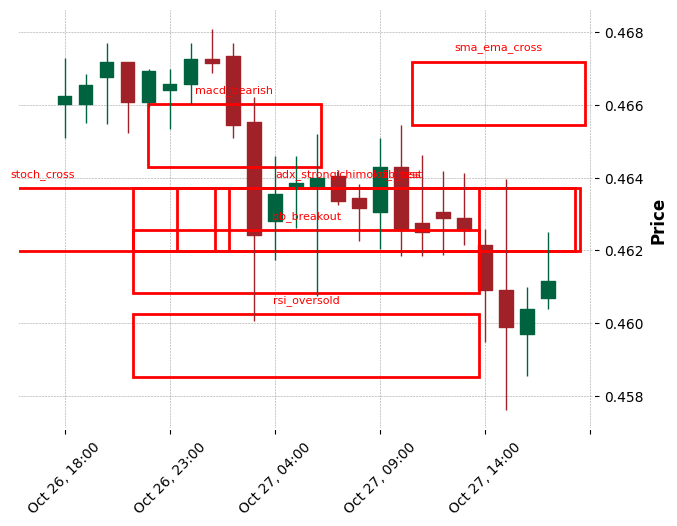 sma_ema_cross
0.468
macd_bearish
0.466
stoch_cross
0.464
bb_breakout
0.462
Price
rsi_oversold
0.460
0.458
Oct 26, 18:00
Oct 26, 23:00
Oct 27, 04:00
Oct 27, 09:00
Oct 27, 14:00